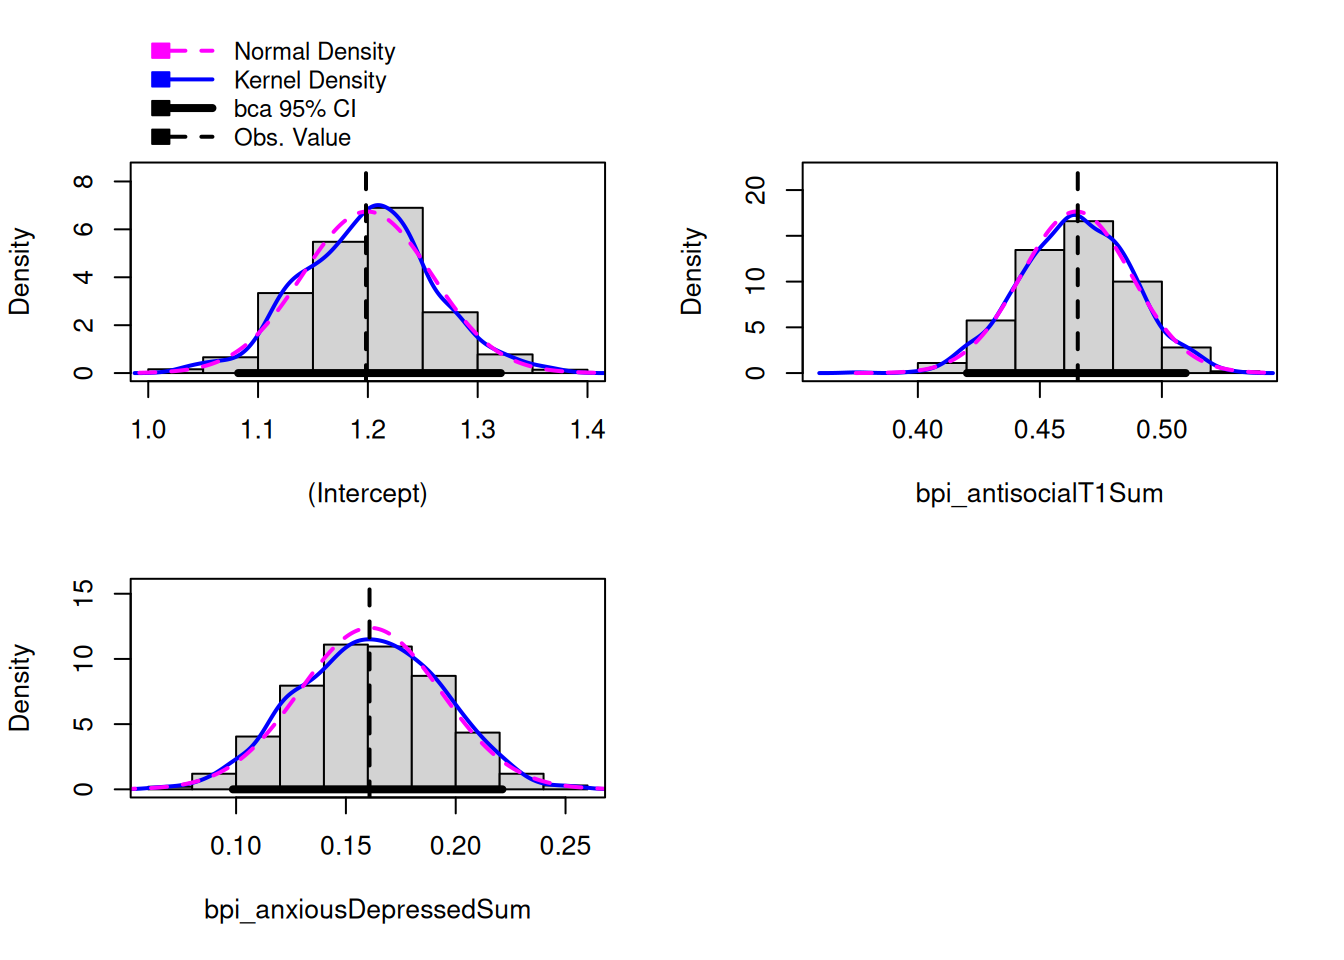 Normal Density
Kernel Density
bca 95% CI
Obs. Value
Density
0 2 4 6 8
1.0 1.1 1.2 1.3 1.4
(Intercept)
Density
0 5 10 20
0.40 0.45 0.50
bpi_antisocialT1Sum
Density
0 5 10 15
0.10 0.15 0.20 0.25
bpi_anxiousDepressedSum